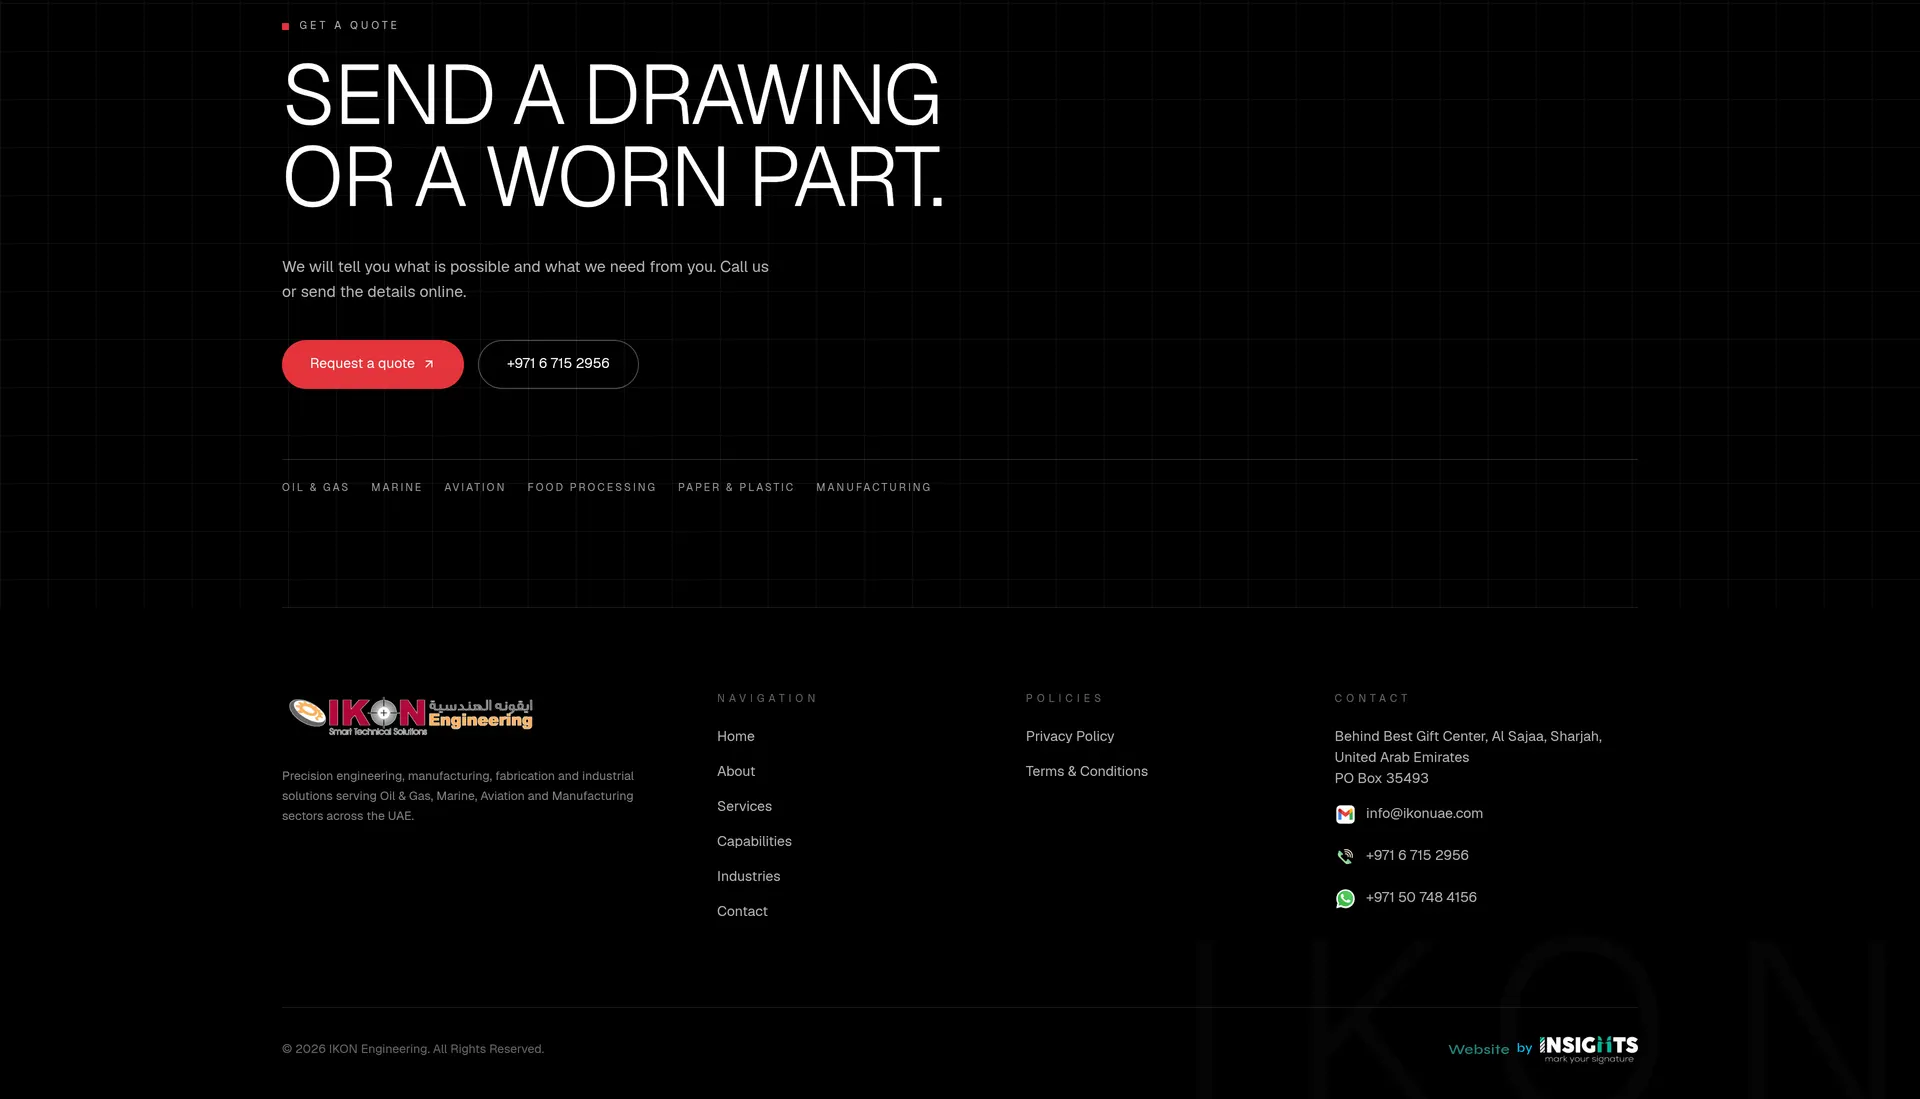 GET A QUOTE
SEND A DRAWING
OR A WORN PART.
We will tell you what is possible and what we need from you. Call us
or send the details online.
Request a quote
+971 6 715 2956
OIL & GAS MARINE AVIATION FOOD PROCESSING PAPER & PLASTIC MANUFACTURING
IKON
ايقونه الهندسية
Engineering
Smart Technical Solutions
Precision engineering, manufacturing, fabrication and industrial
solutions serving Oil & Gas, Marine, Aviation and Manufacturing
sectors across the UAE.
NAVIGATION
Home
About
Services
Capabilities
Industries
Contact
POLICIES
Privacy Policy
Terms & Conditions
CONTACT
Behind Best Gift Center, Al Sajaa, Sharjah,
United Arab Emirates
PO Box 35493
info@ikonuae.com
+971 6 715 2956
+971 50 748 4156
IKON
© 2026 IKON Engineering. All Rights Reserved.
Website by INSIGHTS
mark your signature